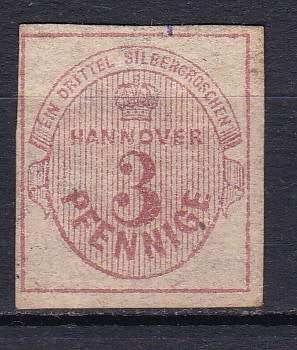 EIN DRITTEL SILBERGROSCHEN
HANNOVER
3
PFENNIGE